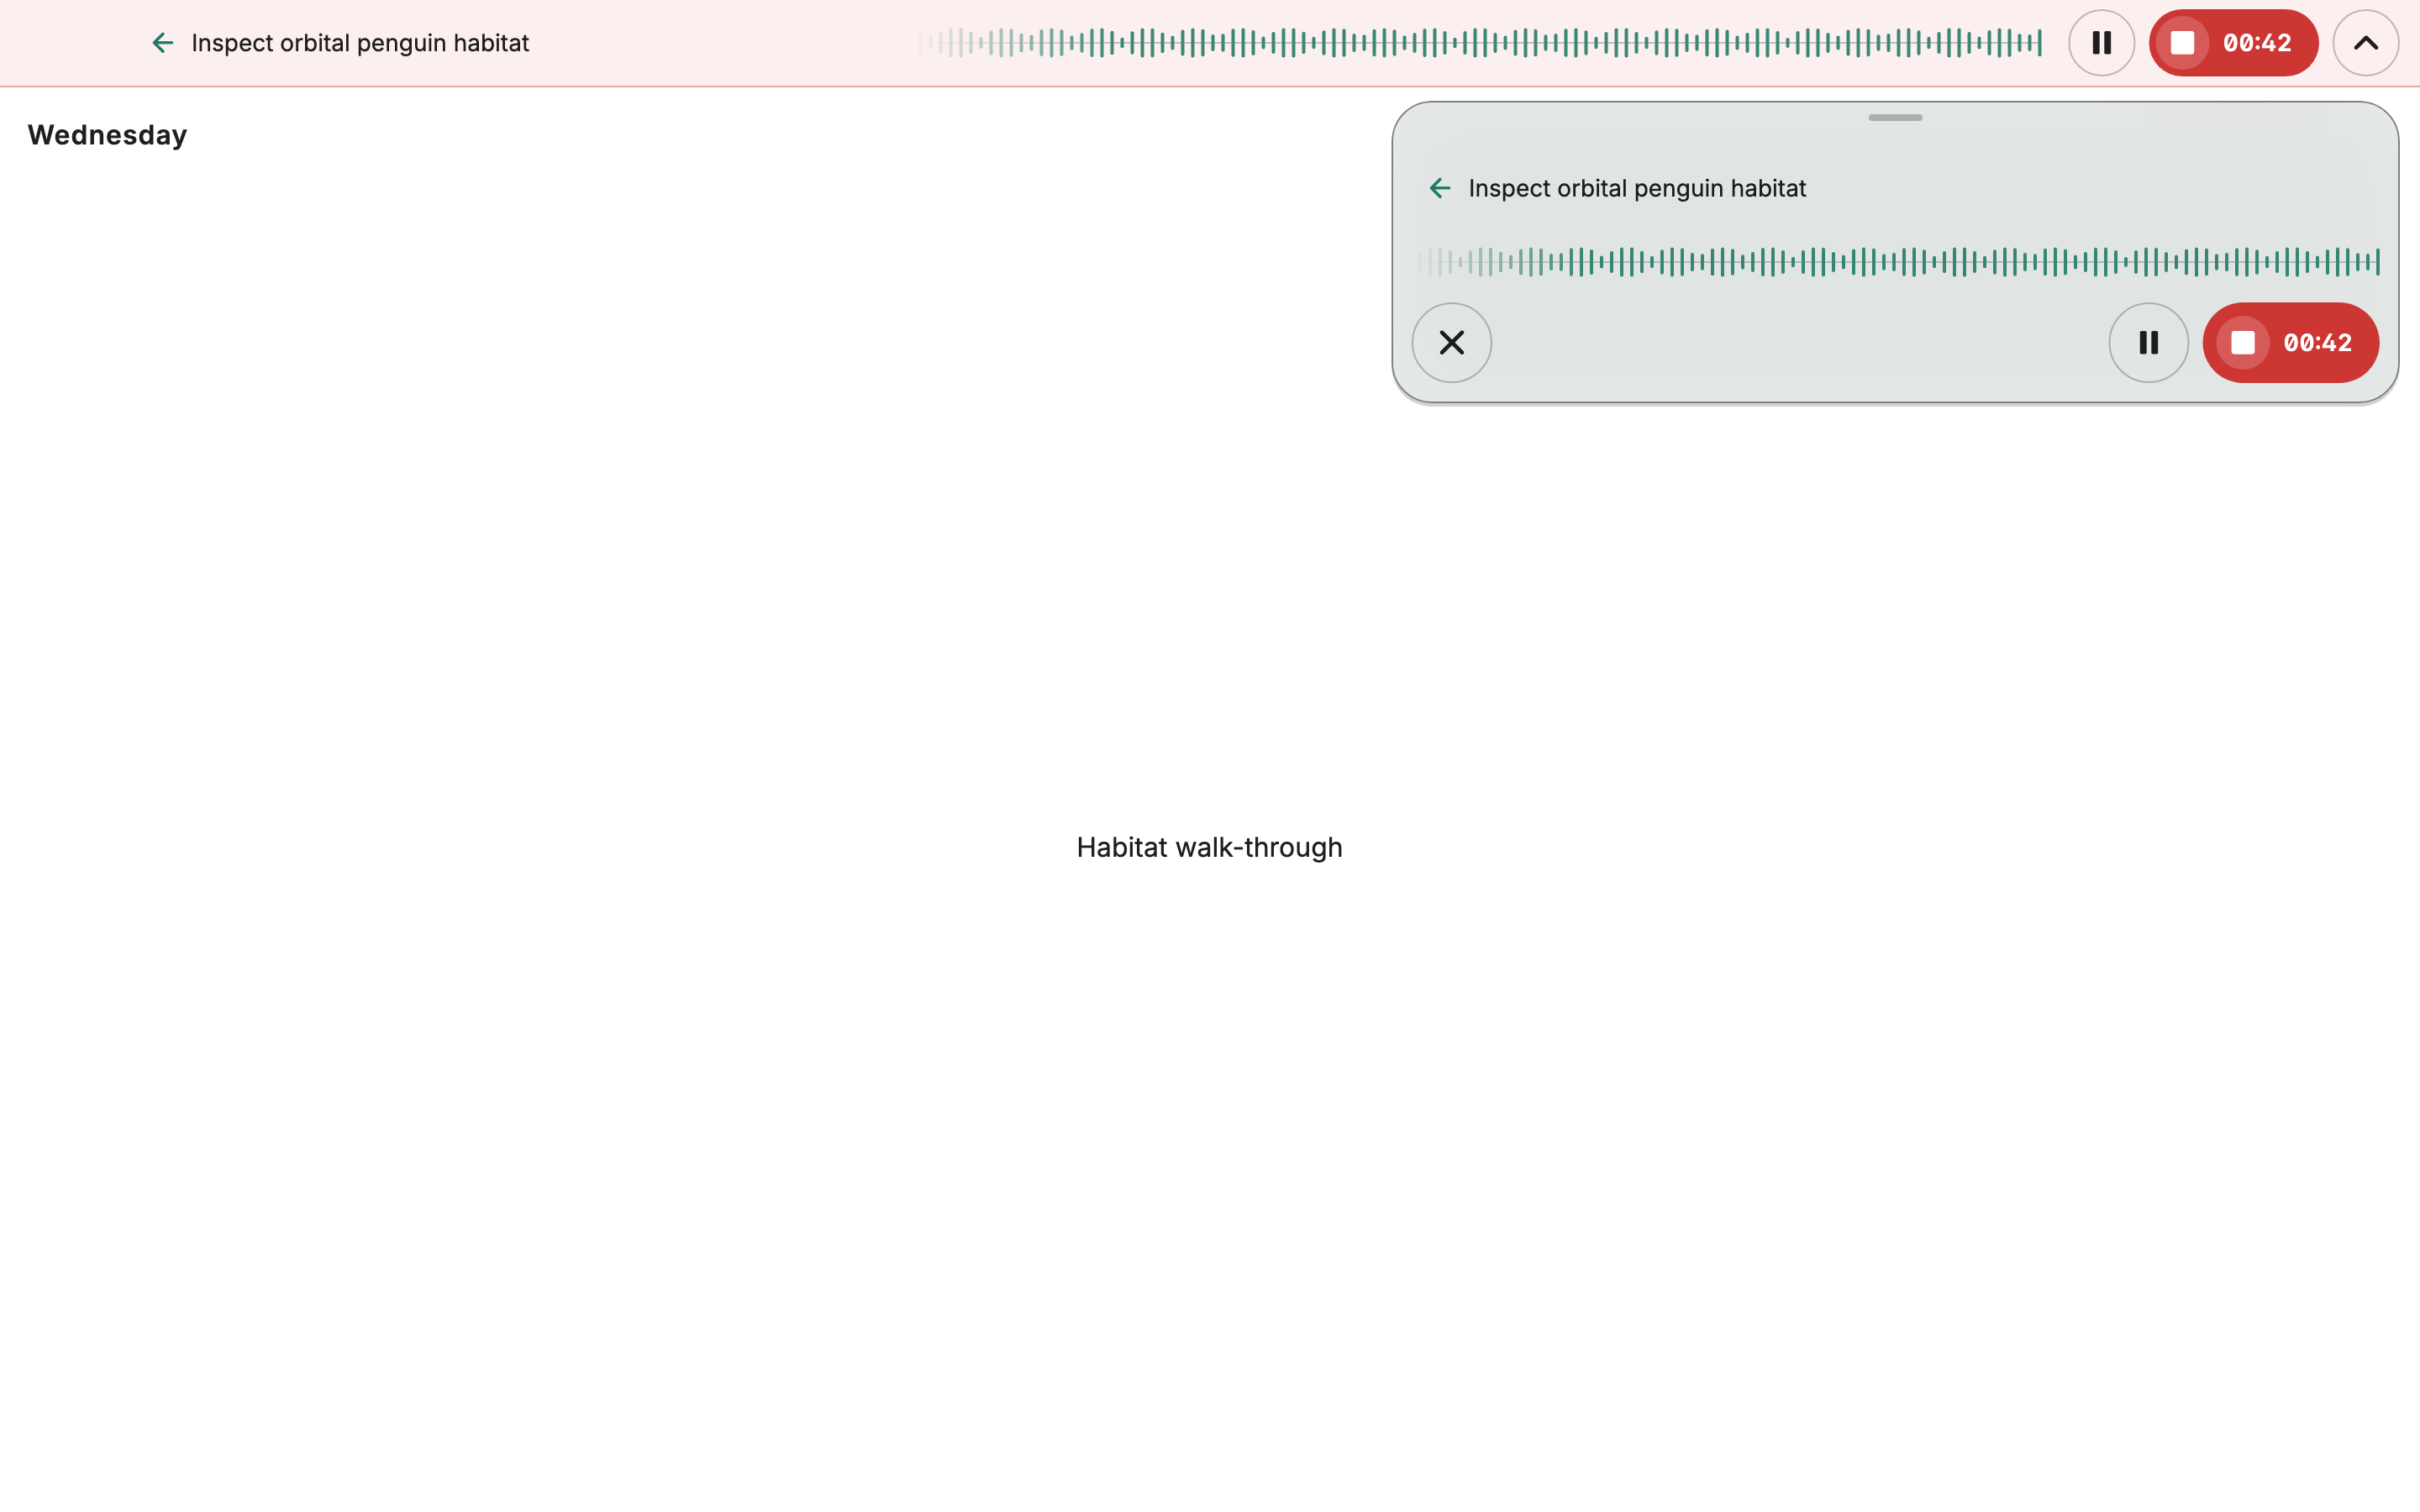 Inspect orbital penguin habitat
00:42
Wednesday
Inspect orbital penguin habitat
00:42
Habitat walk-through